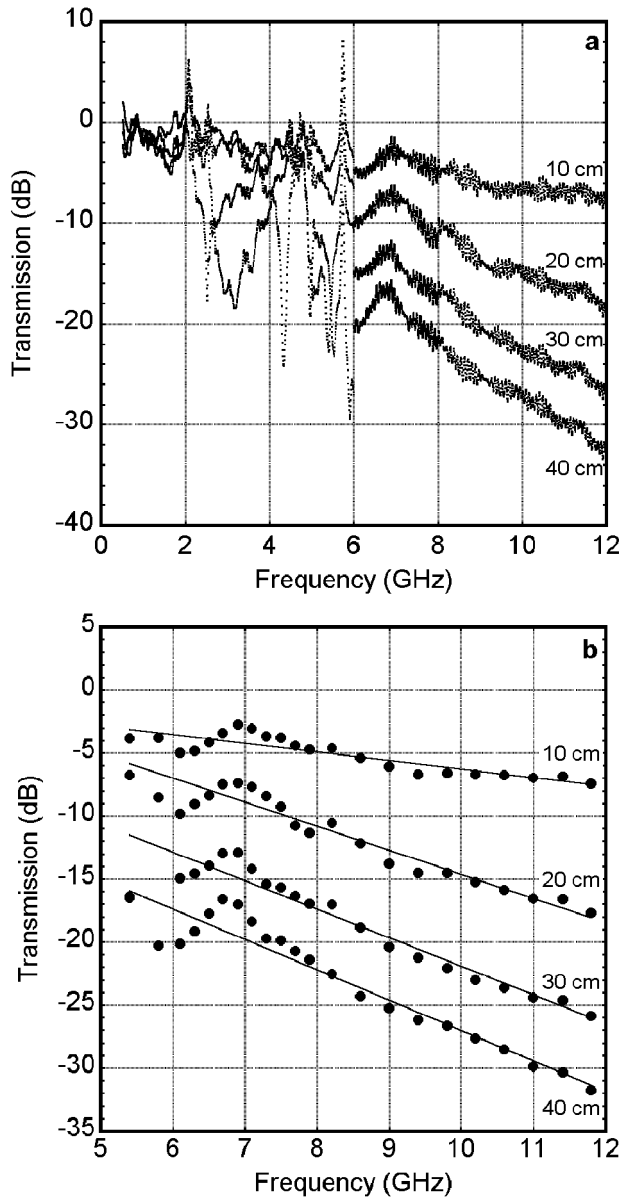 a
10
0
-10
-20
-30
-40
Transmission (dB)
10 cm
20 cm
30 cm
40 cm
0 2 4 6 8 10 12
Frequency (GHz)
b
5
0
-5
-10
-15
-20
-25
-30
-35
Transmission (dB)
10 cm
20 cm
30 cm
40 cm
5 6 7 8 9 10 11 12
Frequency (GHz)